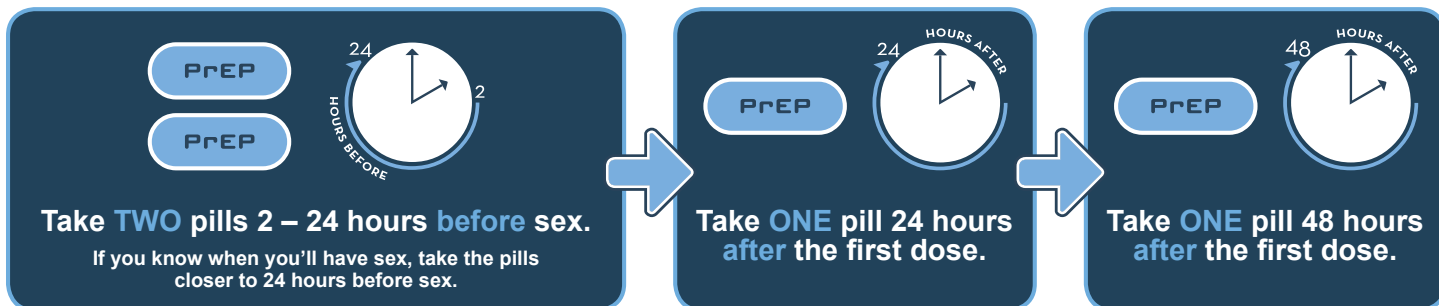 PrEP
PrEP
24
2
HOURS BEFORE
Take TWO pills 2 – 24 hours before sex.
If you know when you'll have sex, take the pills
closer to 24 hours before sex.
PrEP
24
HOURS AFTER
Take ONE pill 24 hours
after the first dose.
PrEP
48
HOURS AFTER
Take ONE pill 48 hours
after the first dose.